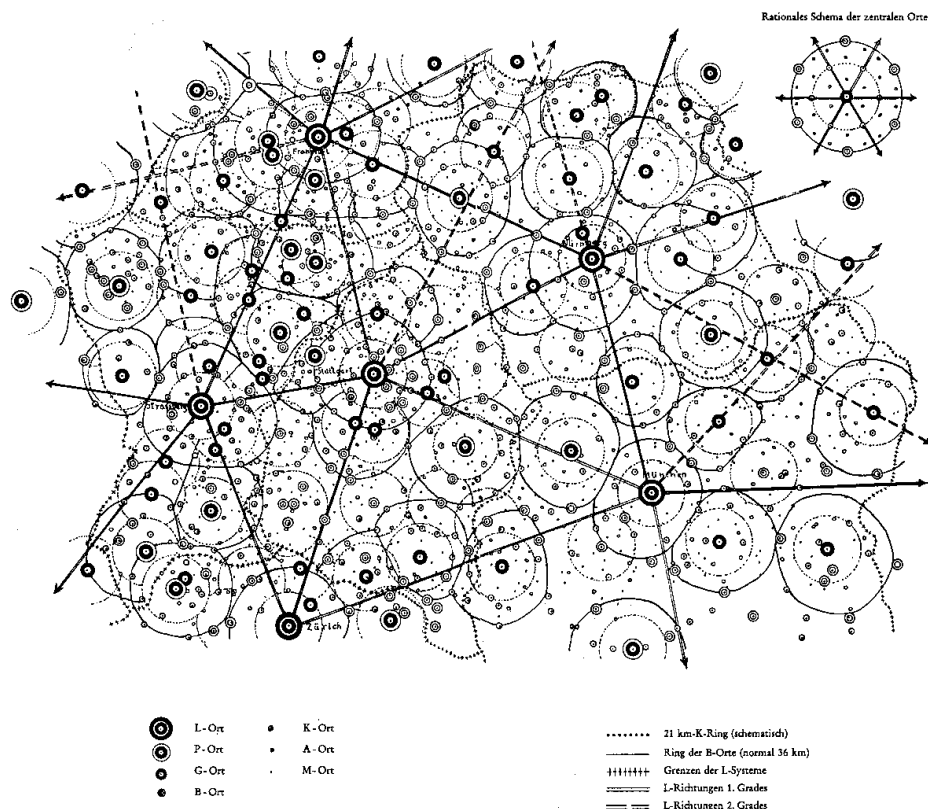 Rationales Schema der zentralen Orte
Zürich
L-Ort
P-Ort
G-Ort
B-Ort
K-Ort
A-Ort
M-Ort
21 km-K-Ring (schematisch)
Ring der B-Orte (normal 36 km)
Grenzen der L-Systeme
L-Richtungen 1. Grades
L-Richtungen 2. Grades